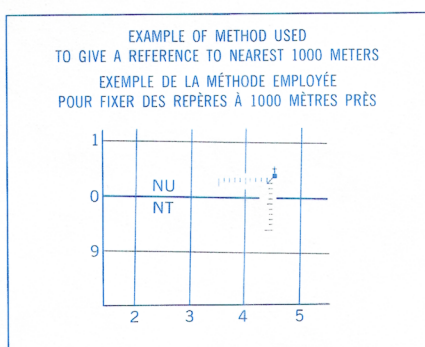 EXAMPLE OF METHOD USED
TO GIVE A REFERENCE TO NEAREST 1000 METERS
EXEMPLE DE LA MÉTHODE EMPLOYÉE
POUR FIXER DES REPÈRES À 1000 MÈTRES PRÈS
1
NU
0
NT
9
2 3 4 5